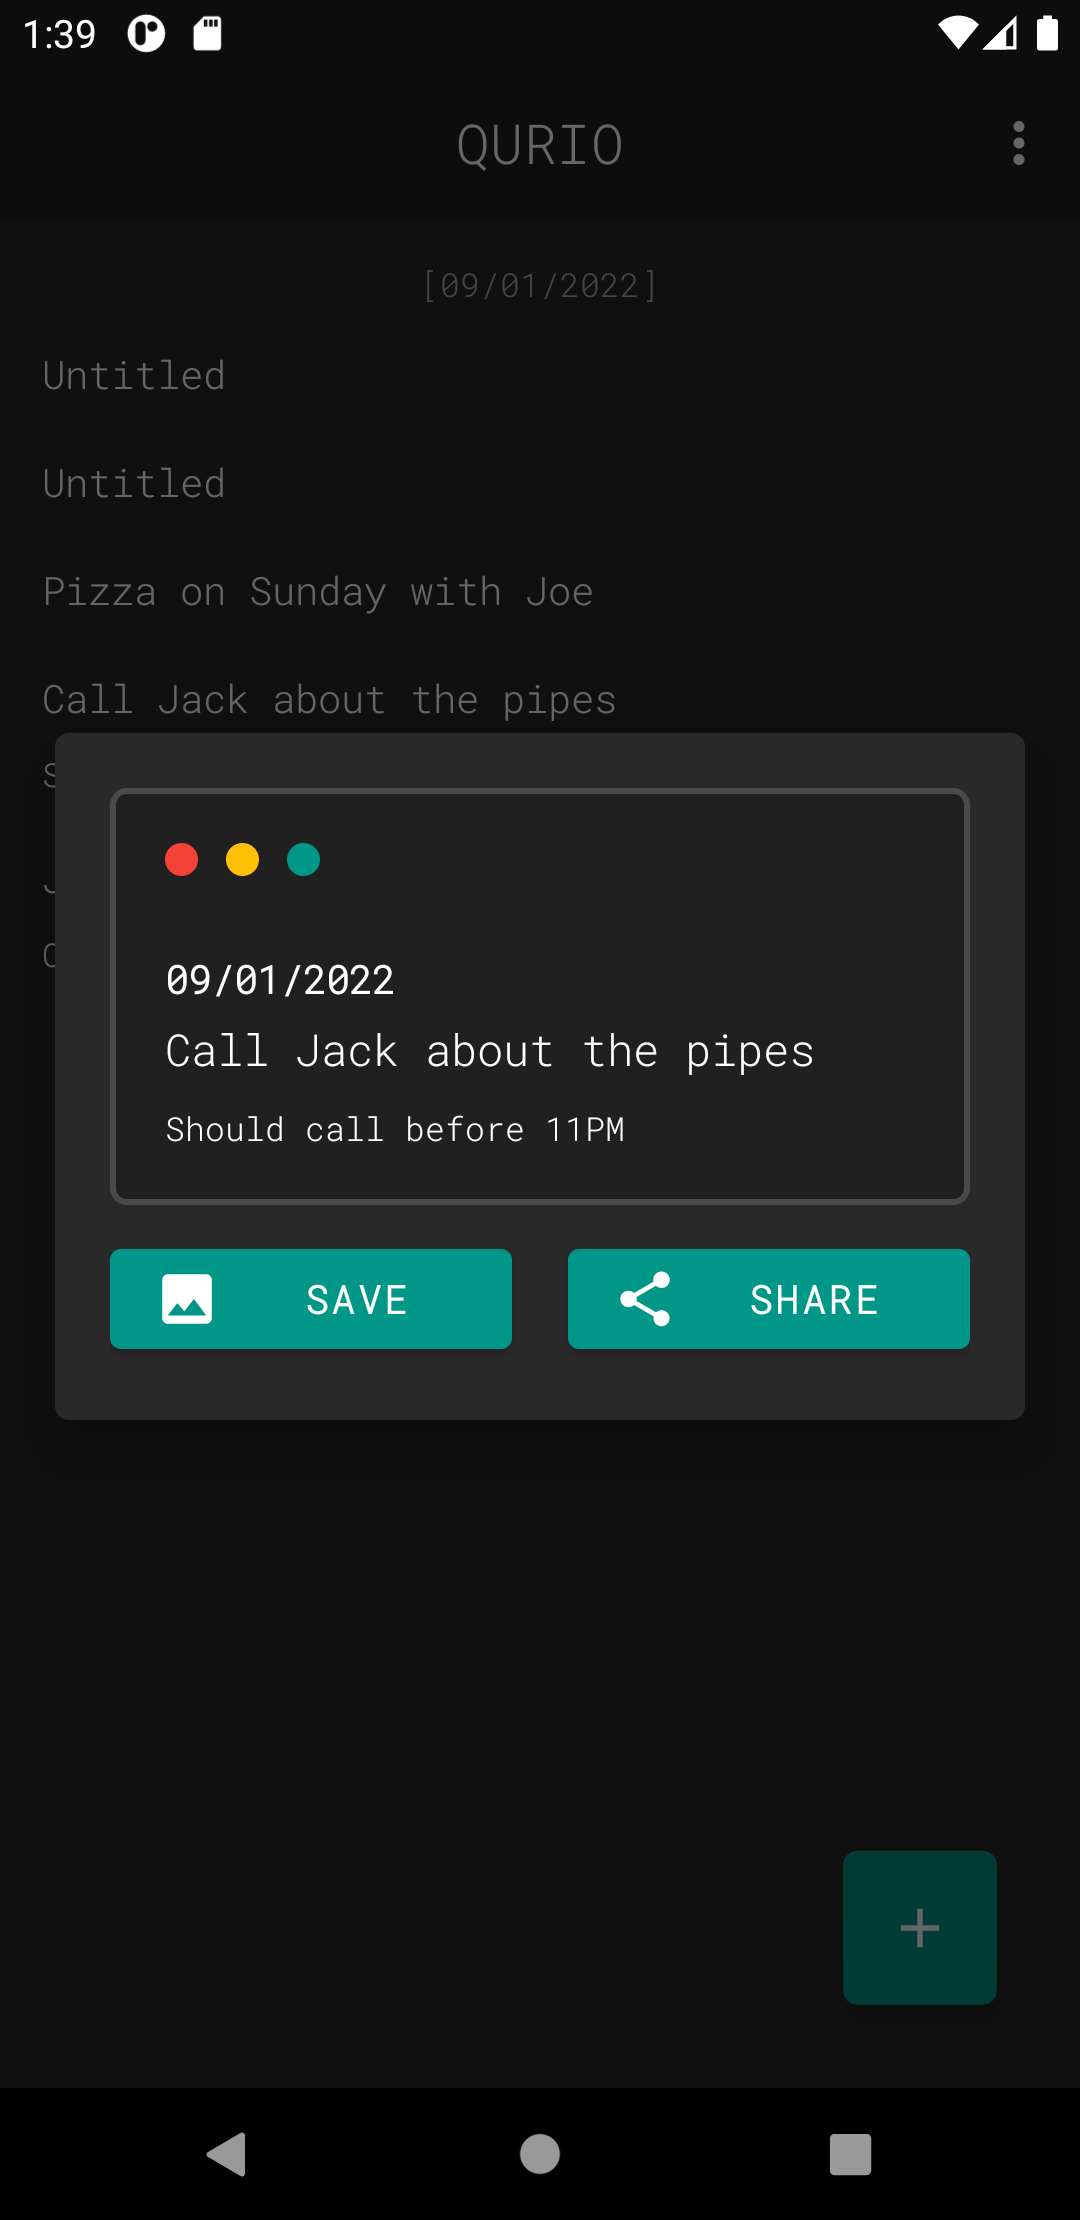 1:39
QURIO
[09/01/2022]
Untitled
Untitled
Pizza on Sunday with Joe
Call Jack about the pipes
09/01/2022
Call Jack about the pipes
Should call before 11PM
SAVE
SHARE